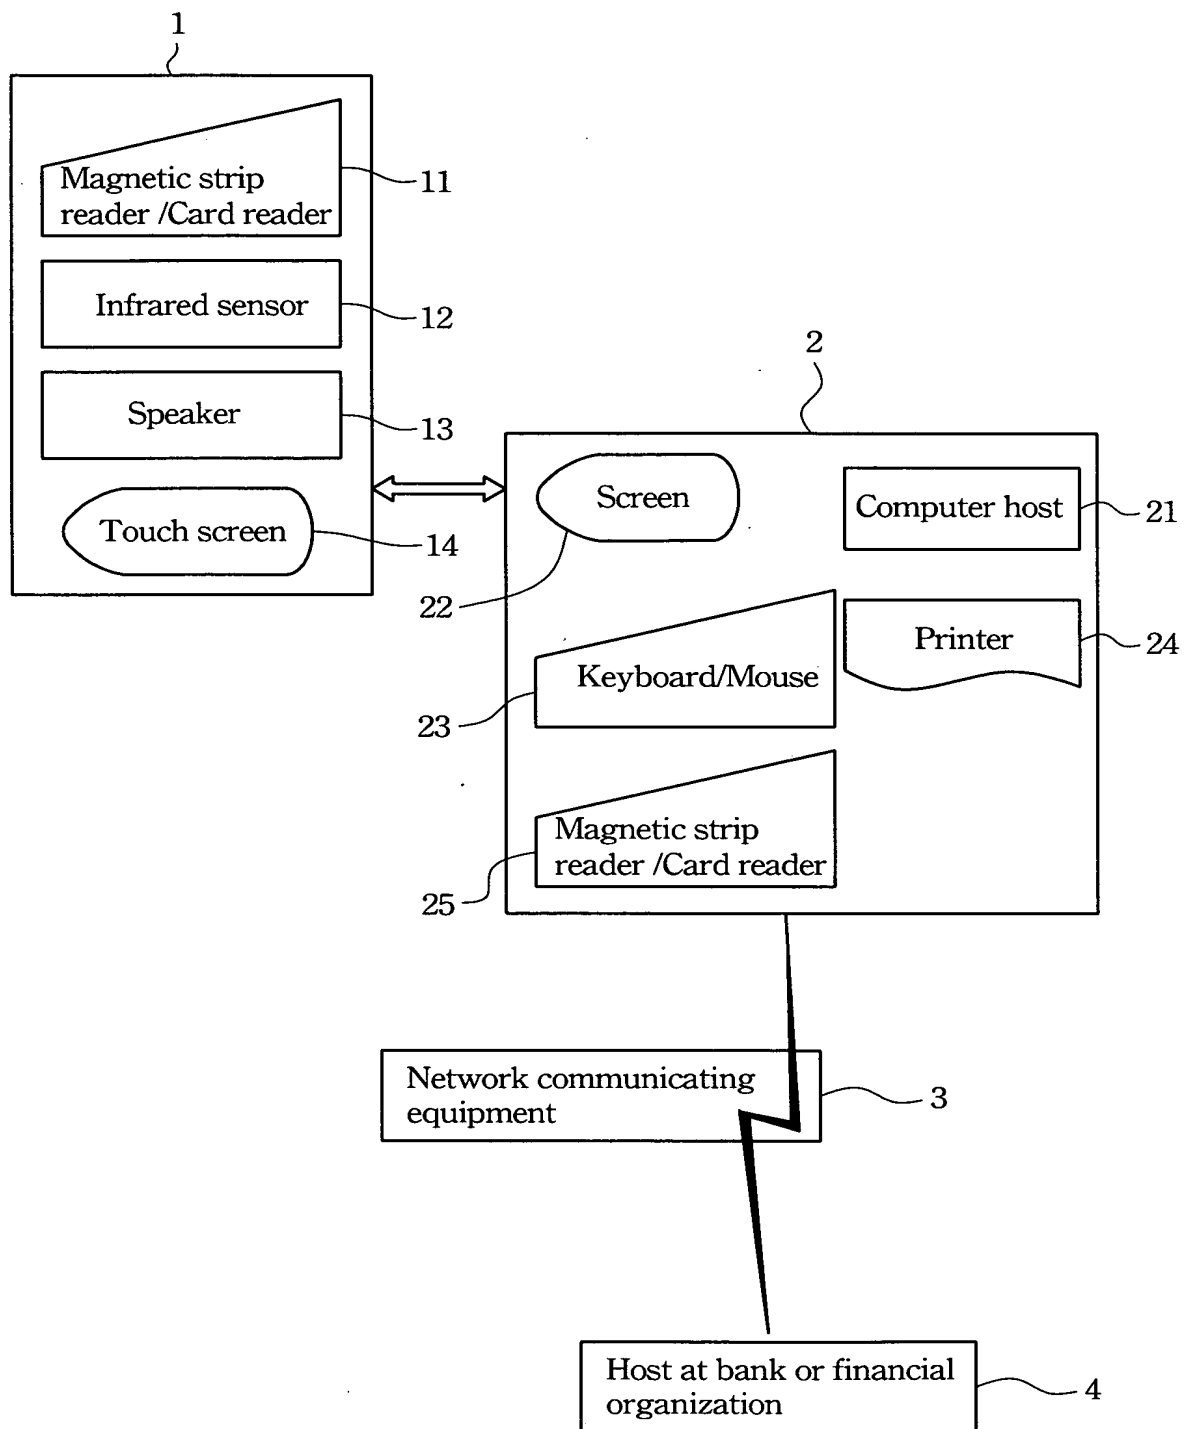 1
Magnetic strip
reader /Card reader
11
Infrared sensor
12
Speaker
13
Touch screen
14
2
Screen
22
Computer host
21
Keyboard/Mouse
23
Printer
24
Magnetic strip
reader /Card reader
25
Network communicating
equipment
3
Host at bank or financial
organization
4